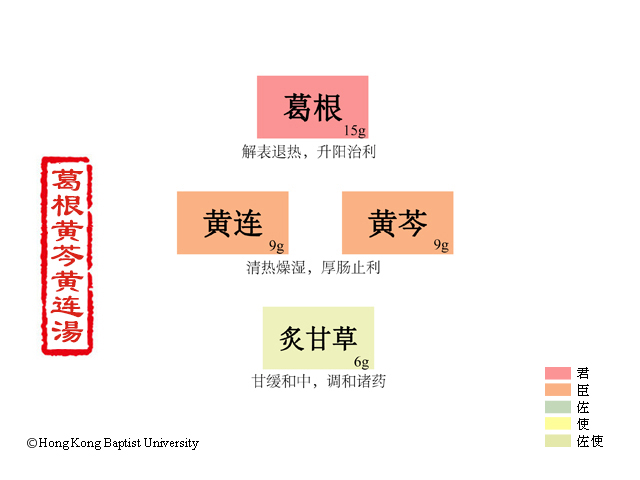 葛根
15g
解表退热，升阳治利
葛根黄芩黄连湯
黄连
9g
黄芩
9g
清热燥湿，厚肠止利
炙甘草
6g
甘缓和中，调和诸药
君
臣
佐
使
佐使
©Hong Kong Baptist University